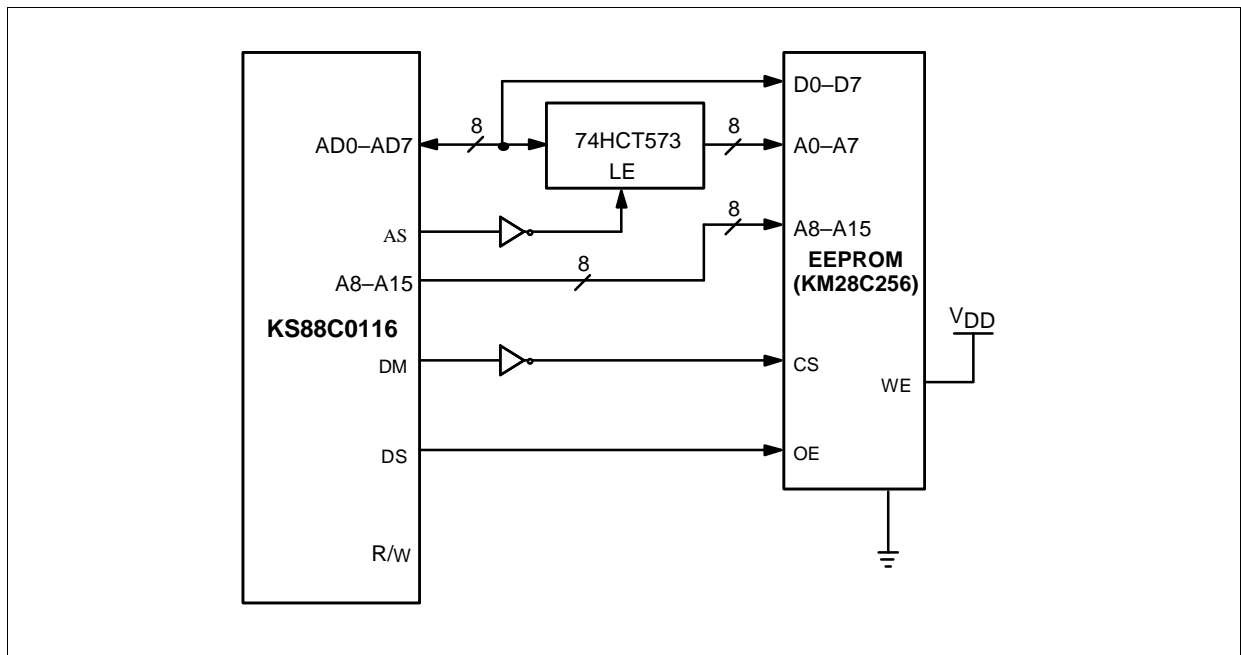 D0–D7
8
8
AD0–AD7
74HCT573
A0–A7
LE
8
AS
A8–A15
8
EEPROM
A8–A15
(KM28C256)
KS88C0116
VDD
DM
CS
WE
DS
OE
R/W